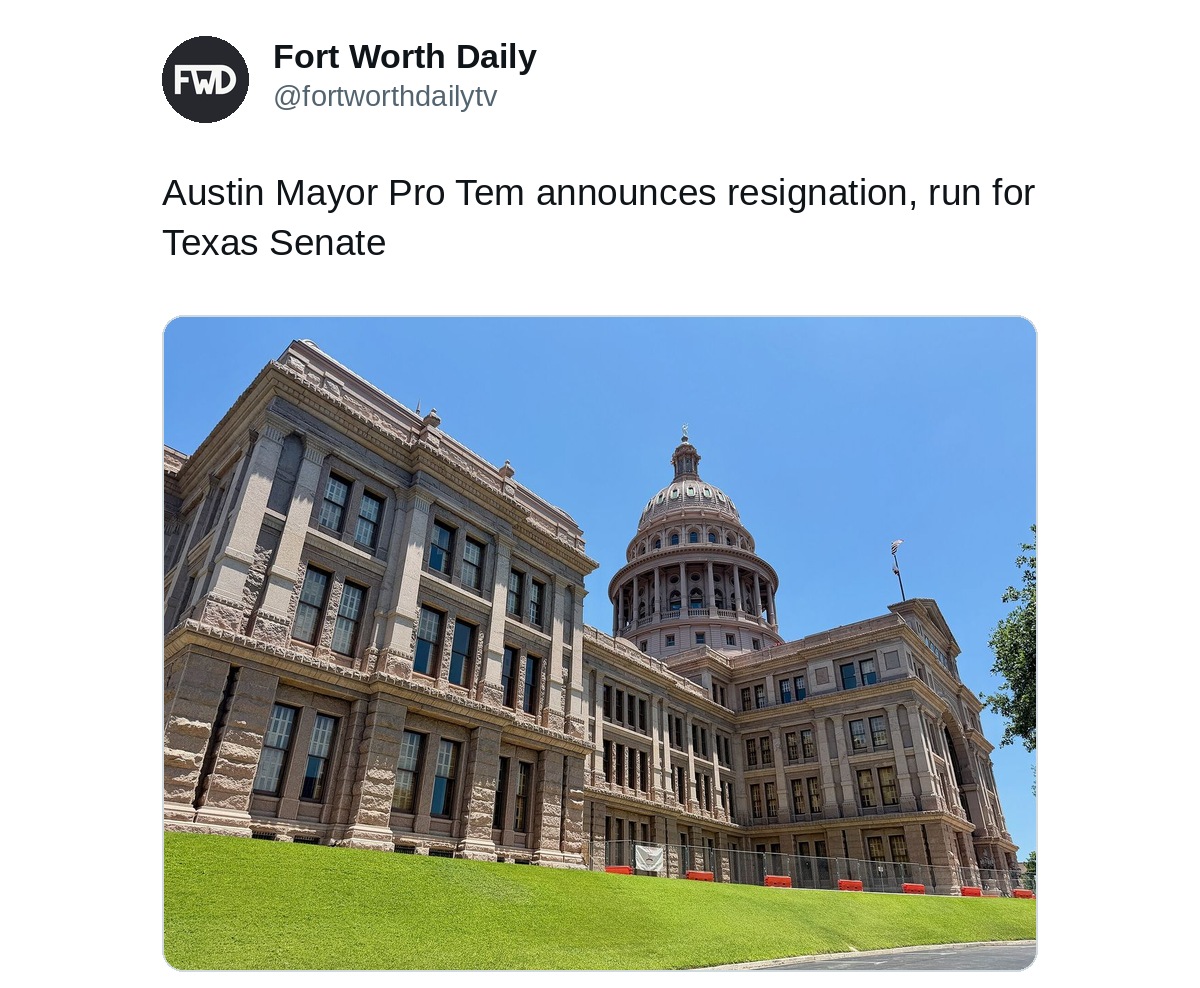 FWD
Fort Worth Daily
@fortworthdailytv
Austin Mayor Pro Tem announces resignation, run for
Texas Senate